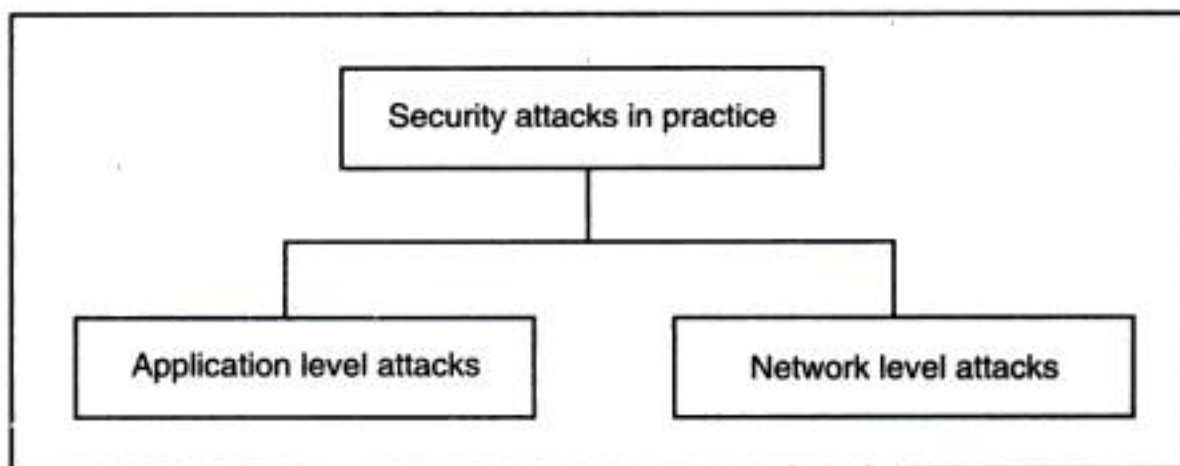 Security attacks in practice
Application level attacks
Network level attacks